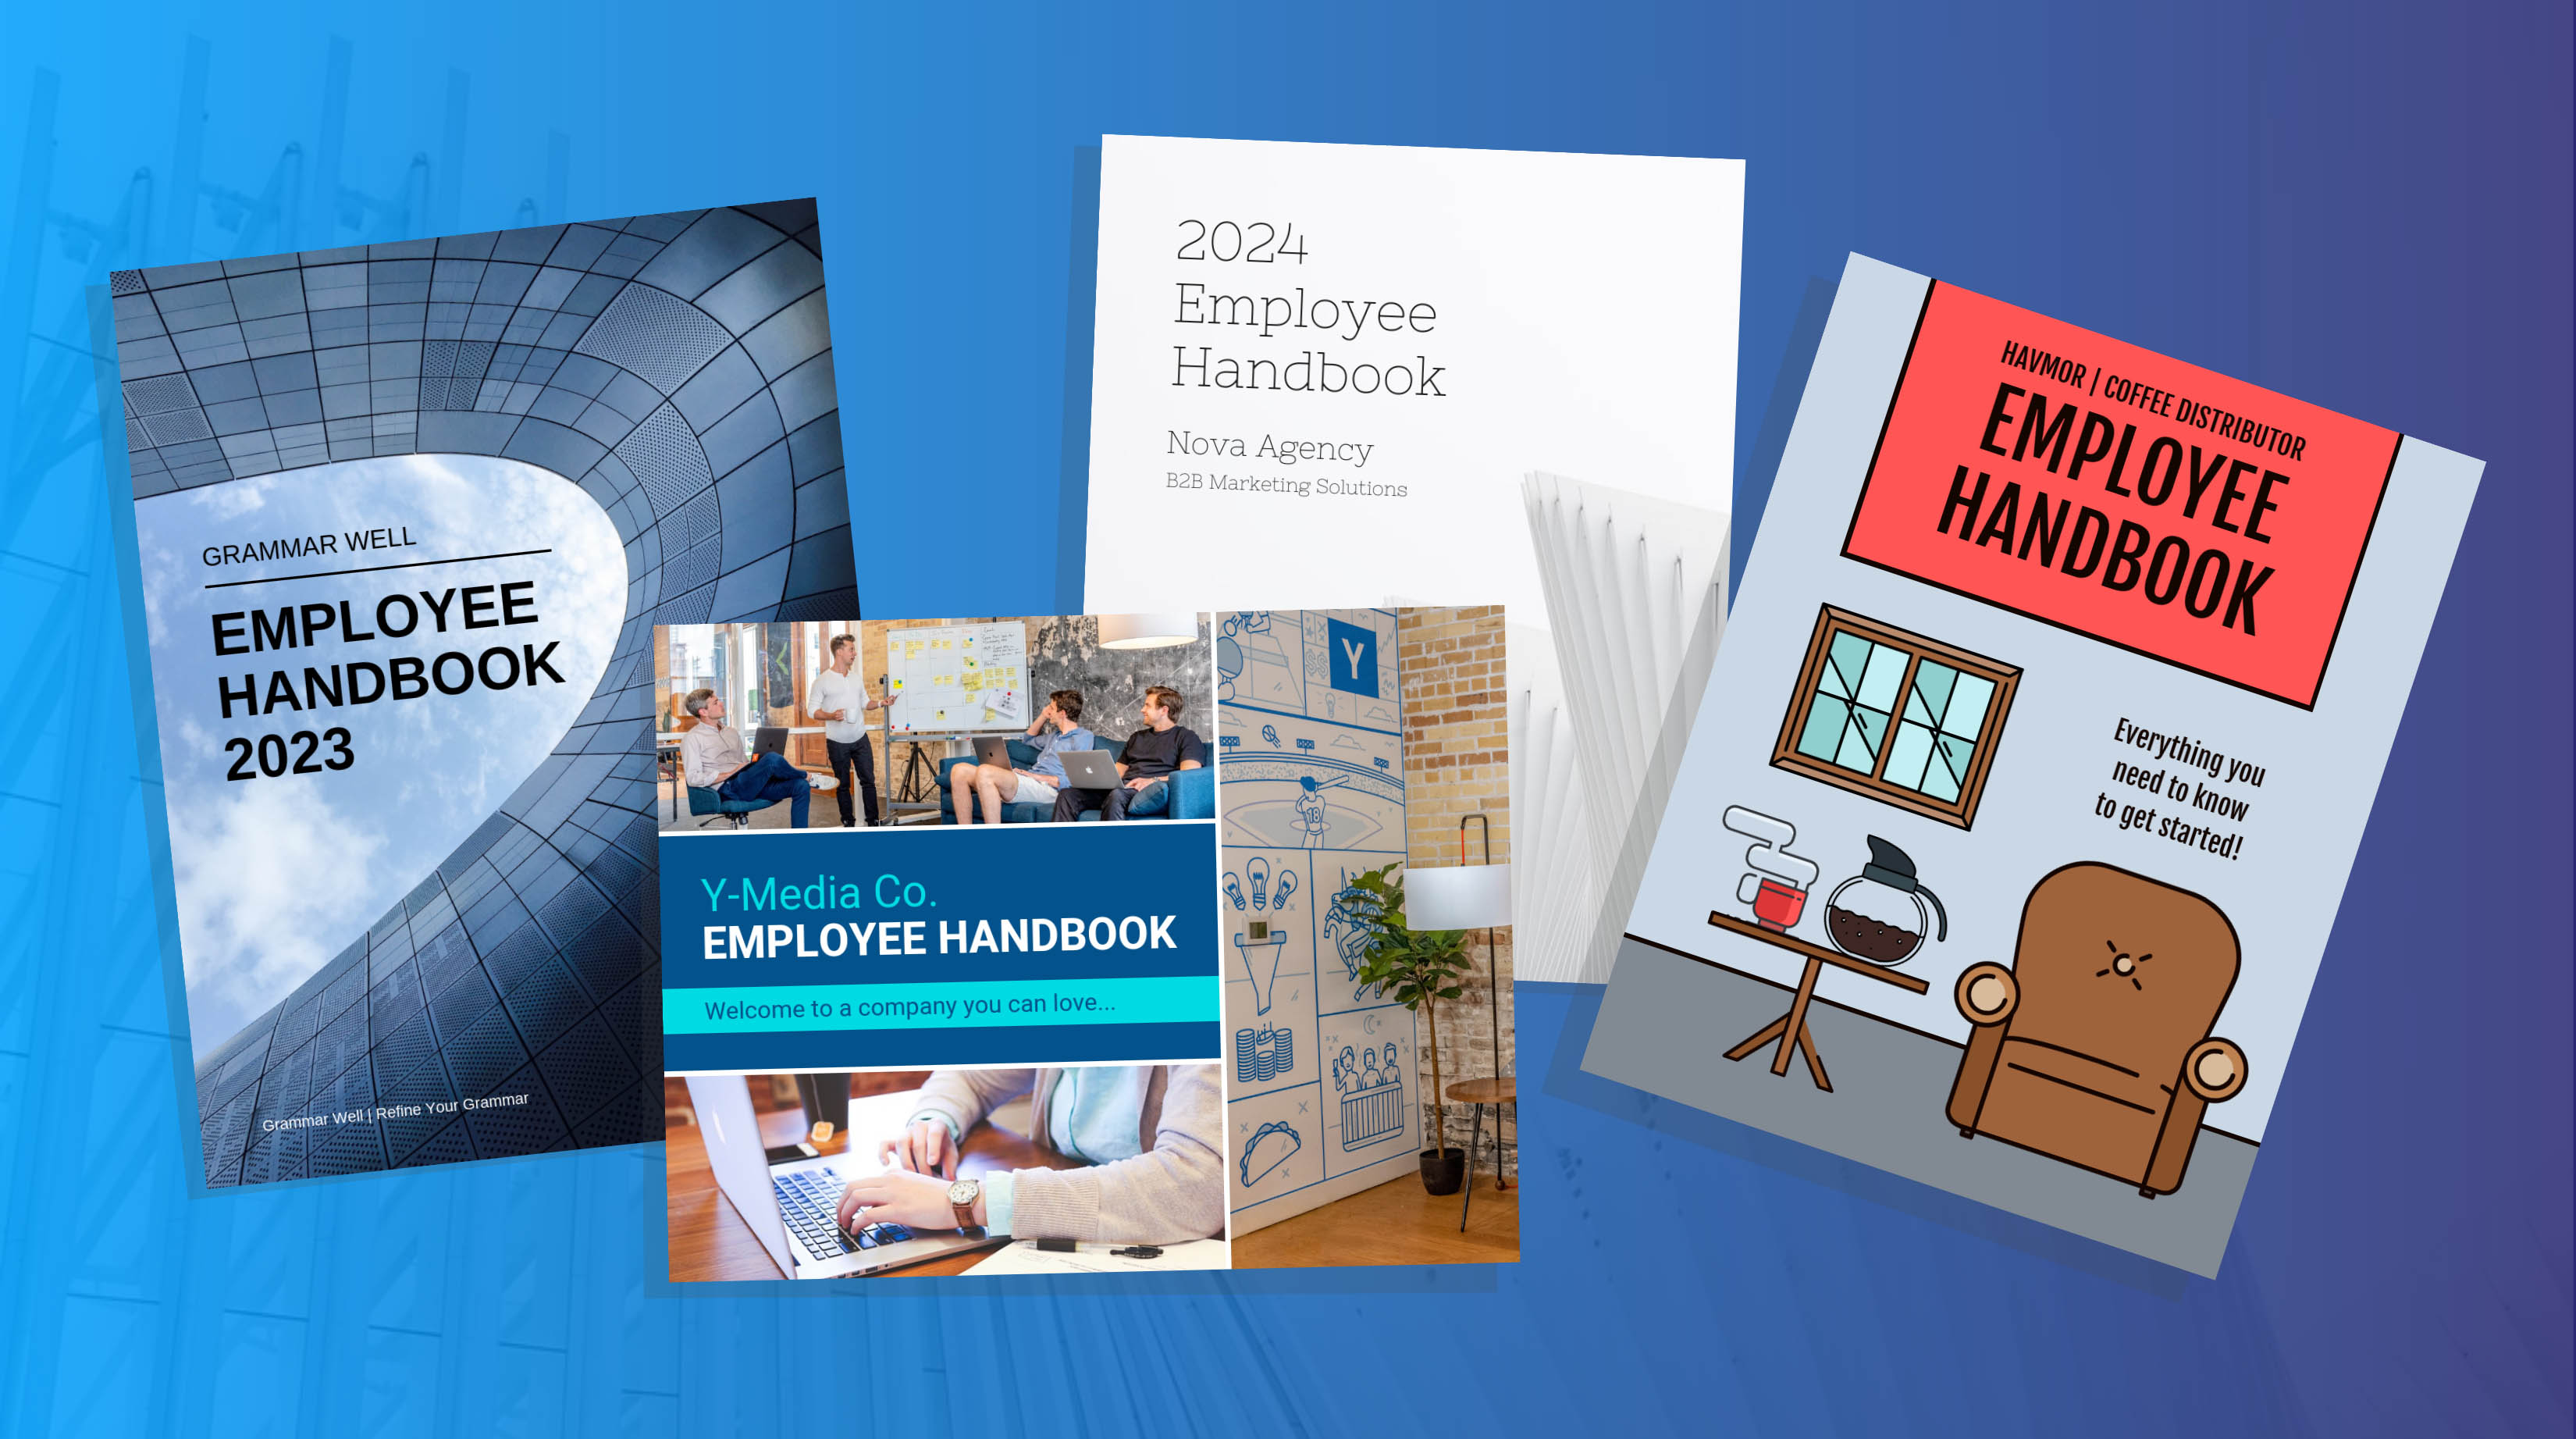 GRAMMAR WELL
EMPLOYEE
HANDBOOK
2023
Grammar Well | Refine Your Grammar
2024
Employee
Handbook
Nova Agency
B2B Marketing Solutions
Y
18
Y-Media Co.
EMPLOYEE HANDBOOK
Welcome to a company you can love...
HAVMOR | COFFEE DISTRIBUTOR
EMPLOYEE
HANDBOOK
Everything you
need to know
to get started!